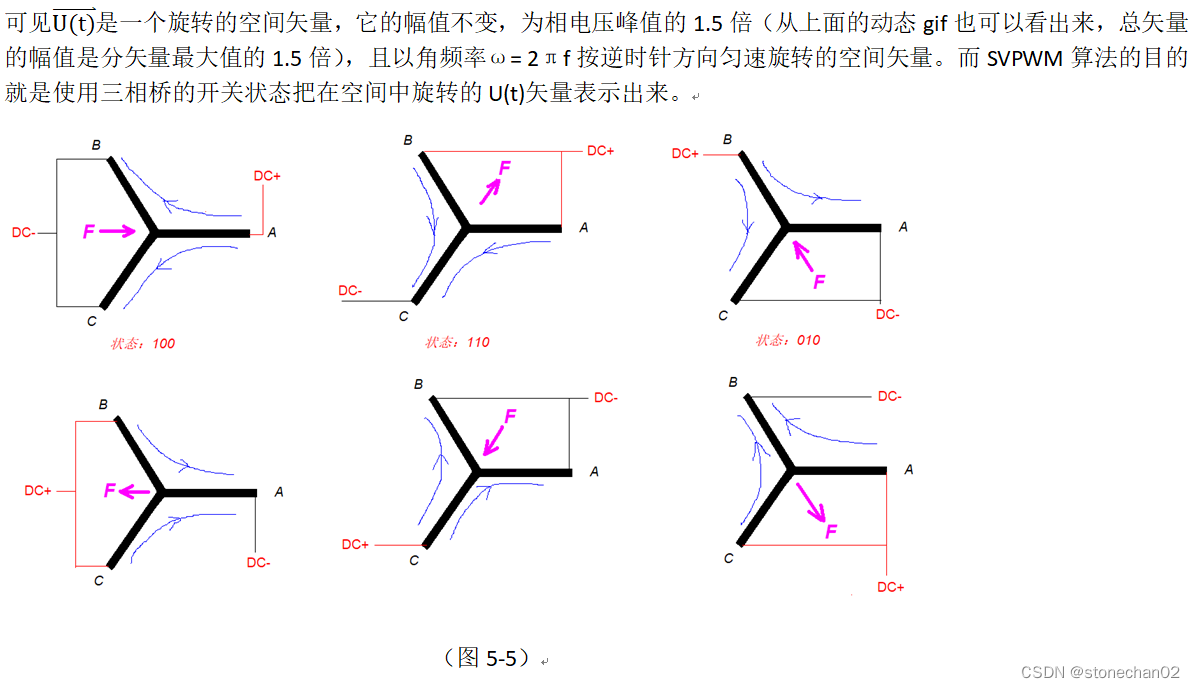 可见U(t)是一个旋转的空间矢量，它的幅值不变，为相电压峰值的 1.5 倍（从上面的动态 gif 也可以看出来，总矢量
的幅值是分矢量最大值的 1.5 倍），且以角频率ω= 2πf 按逆时针方向匀速旋转的空间矢量。而 SVPWM 算法的目的
就是使用三相桥的开关状态把在空间中旋转的 U(t)矢量表示出来。
B
DC+
DC-
F
A
C
状态：100
B
DC+
F
A
DC-
C
状态：110
B
DC+
A
F
C
DC-
状态：010
B
DC+
F
A
DC-
C
B
DC-
F
A
DC+
C
B
DC-
A
F
C
DC+
（图 5-5）
CSDN @stonechan02